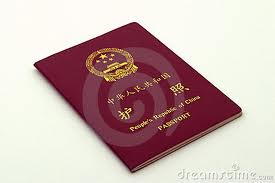 中华人民共和国
护照
People's Republic of China
PASSPORT
dreamstime